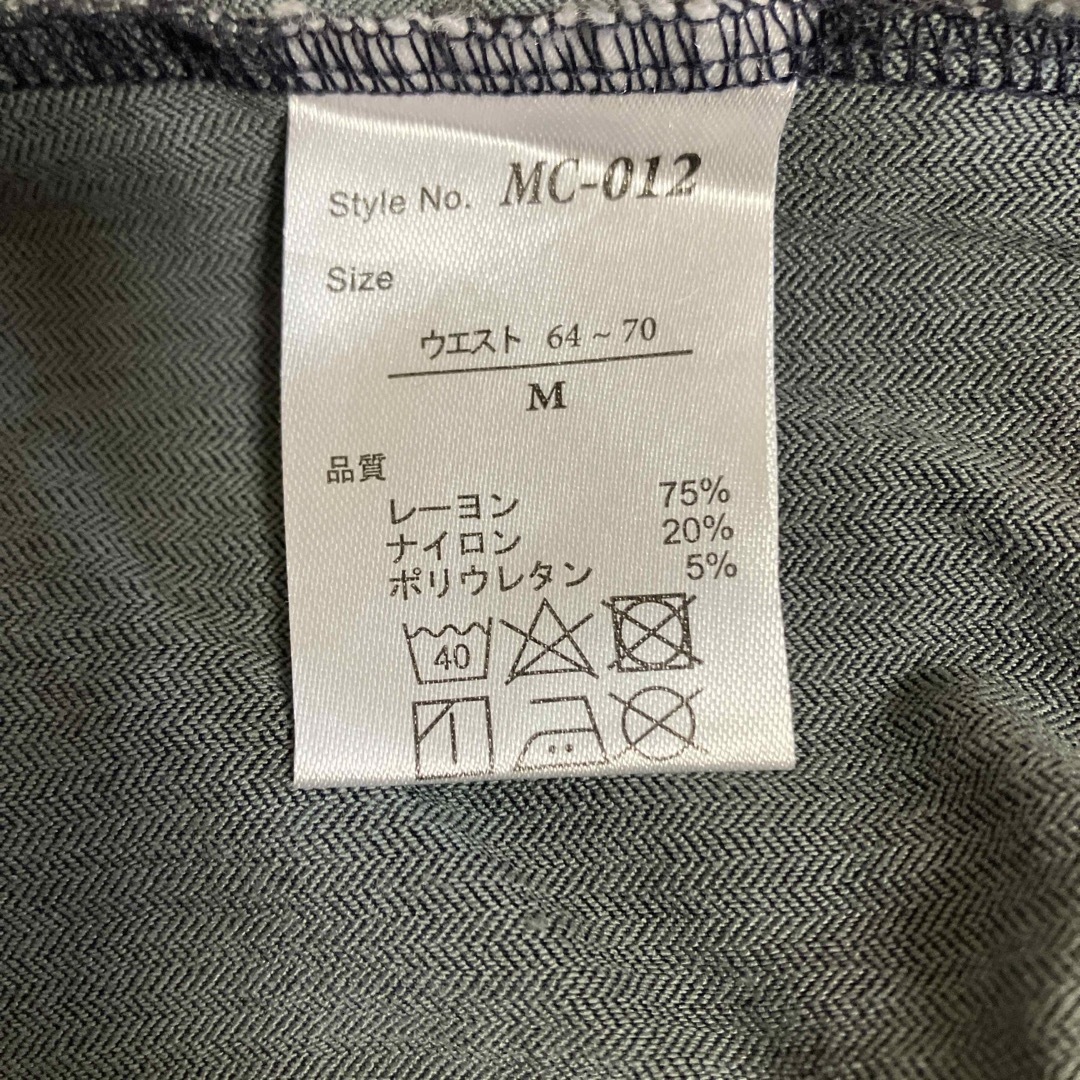 Style No. MC-012
Size
ウエスト 64 ~ 70
M
品質
レーヨン 75%
ナイロン 20%
ポリウレタン 5%
40